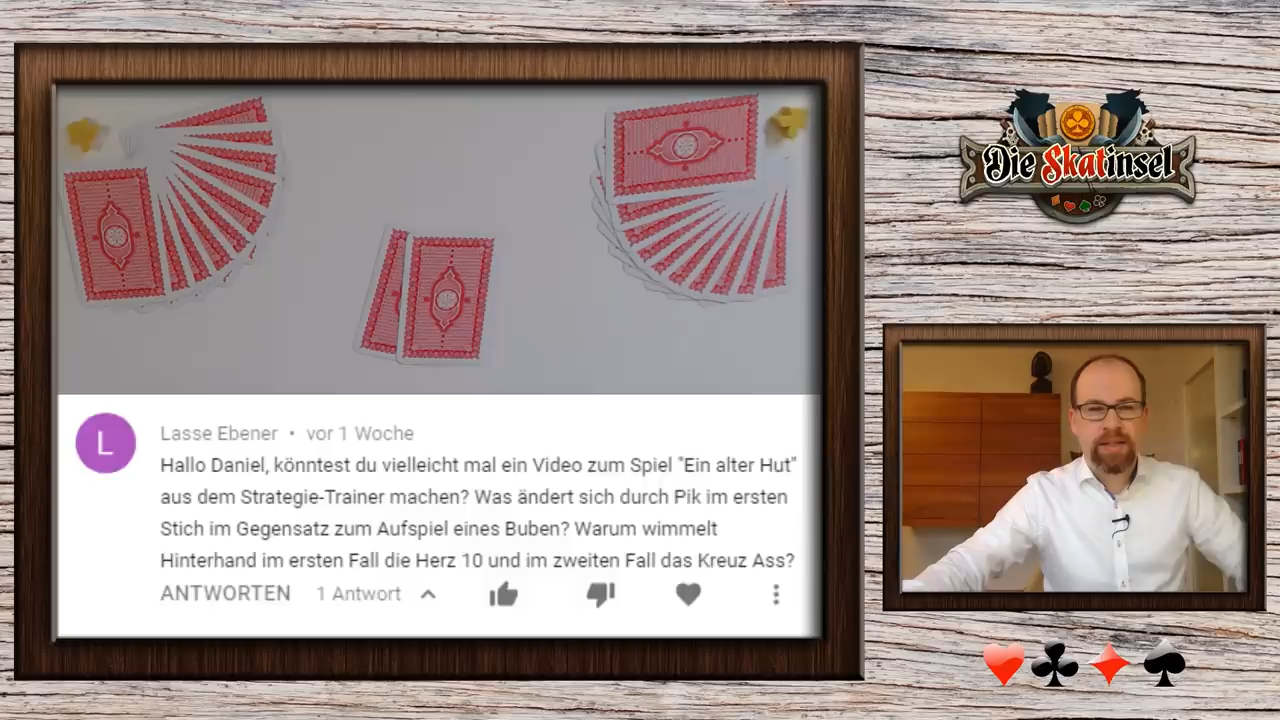 Die Skatinsel
L
Lasse Ebener • vor 1 Woche
Hallo Daniel, könntest du vielleicht mal ein Video zum Spiel "Ein alter Hut"
aus dem Strategie-Trainer machen? Was ändert sich durch Pik im ersten
Stich im Gegensatz zum Aufspiel eines Buben? Warum wimmelt
Hinterhand im ersten Fall die Herz 10 und im zweiten Fall das Kreuz Ass?
ANTWORTEN 1 Antwort